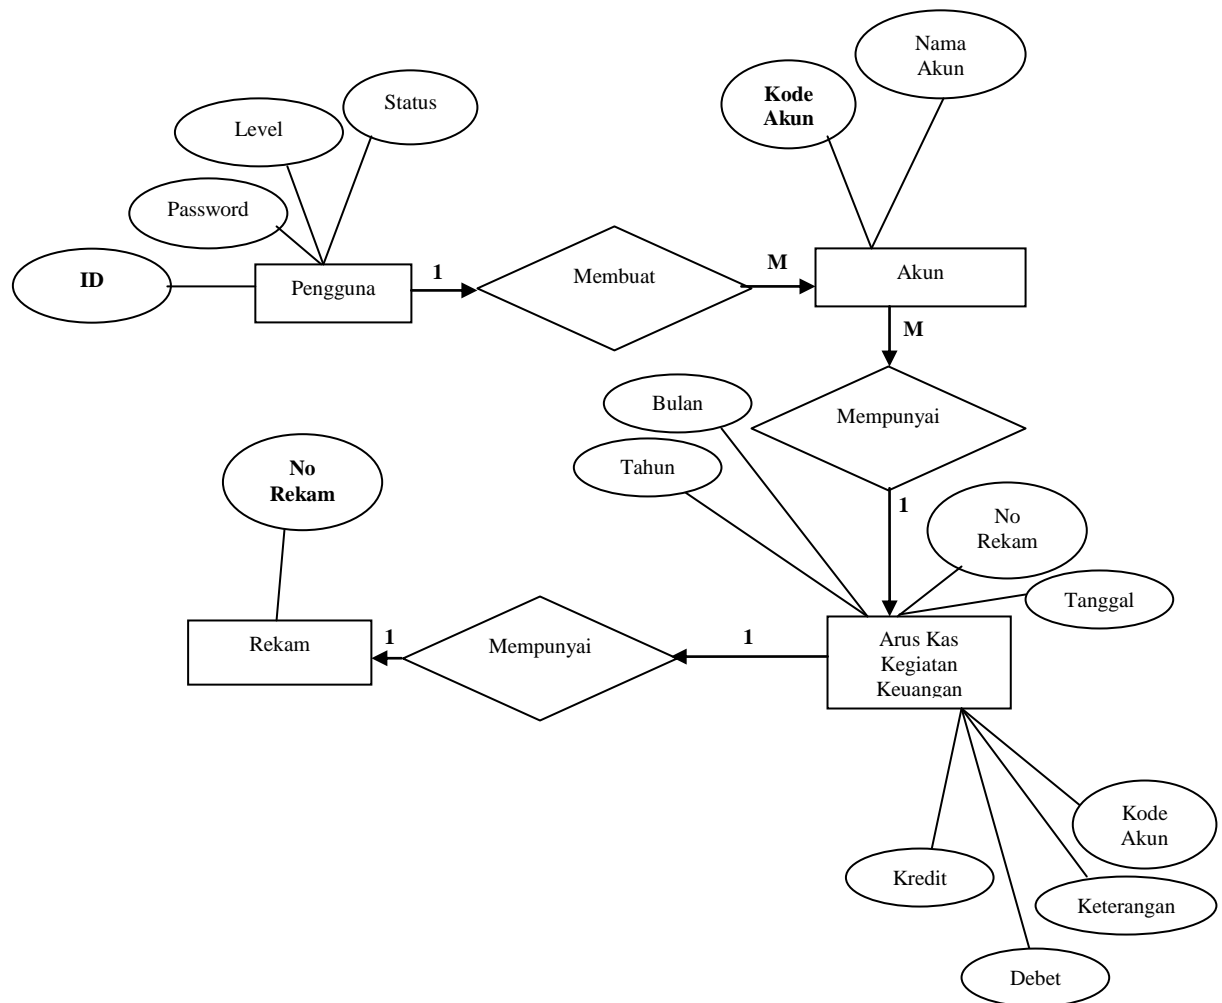 Nama
Akun
Kode
Akun
Status
Level
Password
ID
Pengguna
1
Membuat
M
Akun
M
Mempunyai
Bulan
Tahun
1
No
Rekam
Tanggal
No
Rekam
Rekam
1
Mempunyai
1
Arus Kas
Kegiatan
Keuangan
Kode
Akun
Kredit
Keterangan
Debet